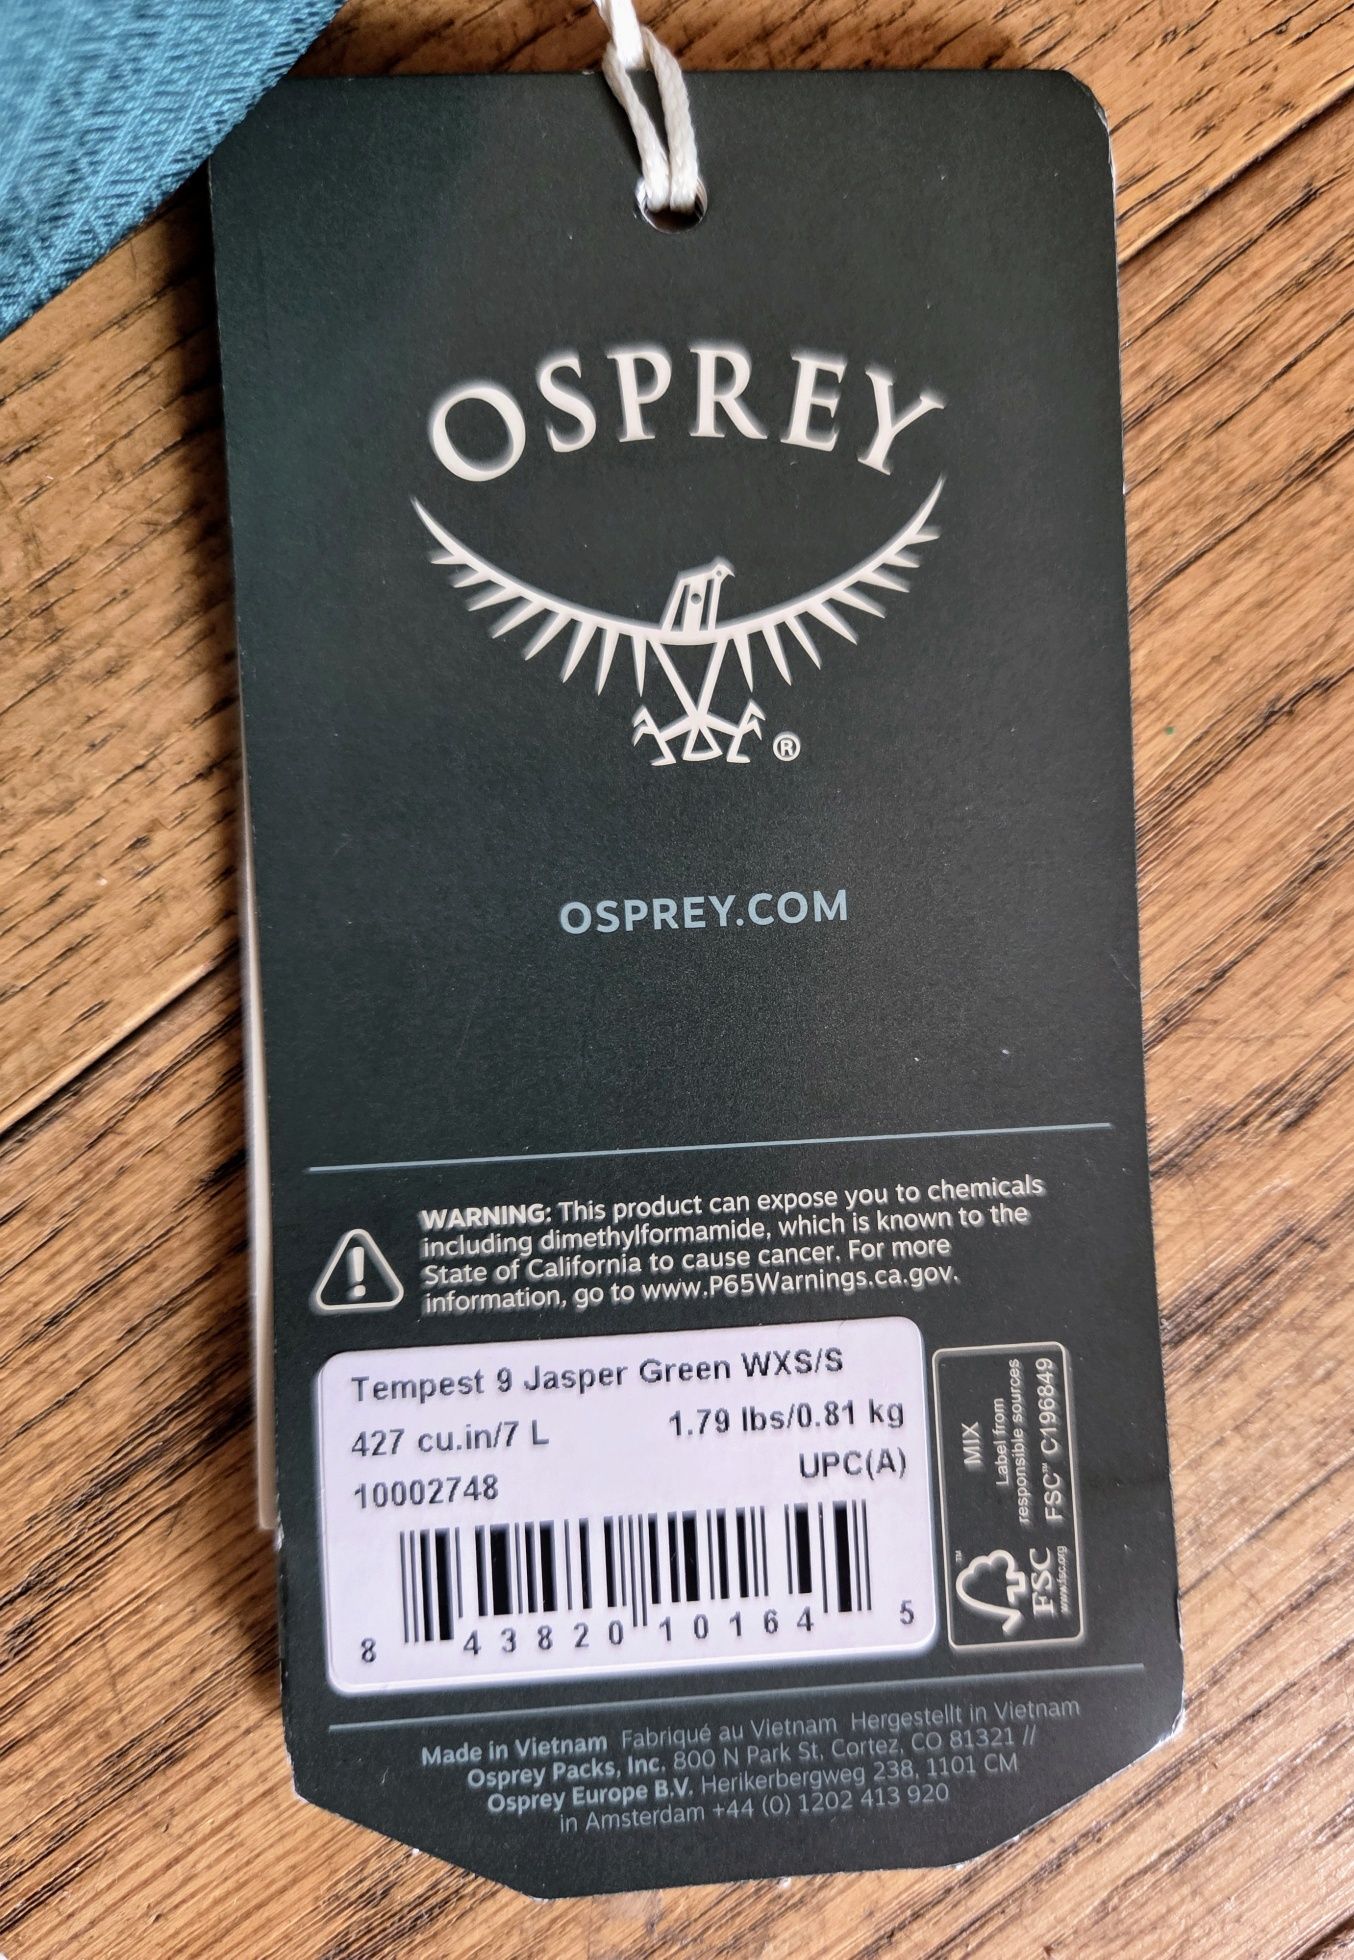 OSPREY
®
OSPREY.COM
WARNING: This product can expose you to chemicals
including dimethylformamide, which is known to the
State of California to cause cancer. For more
information, go to www.P65Warnings.ca.gov.
Tempest 9 Jasper Green WXS/S
427 cu.in/7 L 1.79 lbs/0.81 kg
10002748 UPC(A)
8 43820 10164 5
MIX
Label from
responsible sources
FSC™ C196849
™
FSC
www.fsc.org
Made in Vietnam Fabriqué au Vietnam Hergestellt in Vietnam
Osprey Packs, Inc. 800 N Park St, Cortez, CO 81321 //
Osprey Europe B.V. Herikerbergweg 238, 1101 CM
in Amsterdam +44 (0) 1202 413 920